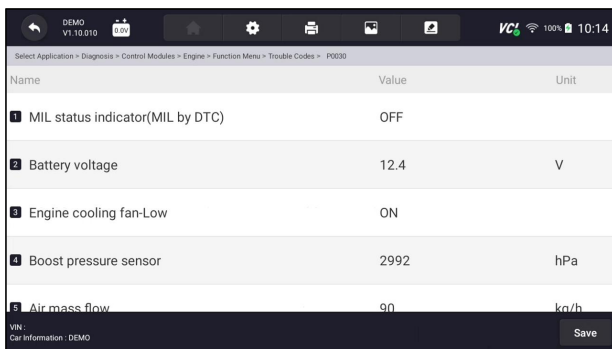 DEMO
V1.10.010
0.0V
VCI
100%
10:14
Select Application > Diagnosis > Control Modules > Engine > Function Menu > Trouble Codes > P0030
Name Value Unit
1 MIL status indicator(MIL by DTC) OFF
2 Battery voltage 12.4 V
3 Engine cooling fan-Low ON
4 Boost pressure sensor 2992 hPa
5 Air mass flow 90 kg/h
VIN :
Car Information : DEMO
Save